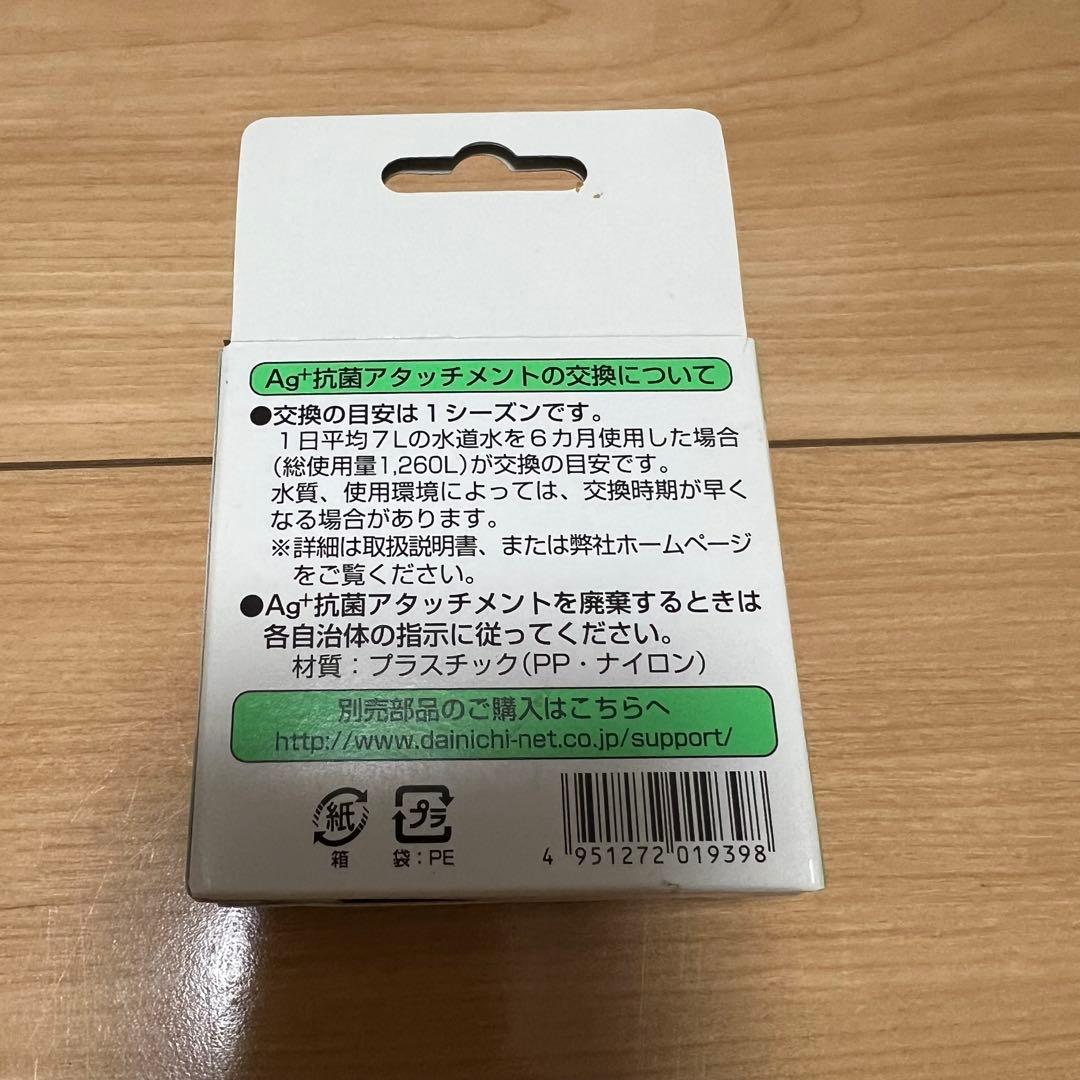 Ag⁺抗菌アタッチメントの交換について
●交換の目安は1シーズンです。
1日平均7Lの水道水を6カ月使用した場合
(総使用量1,260L)が交換の目安です。
水質、使用環境によっては、交換時期が早く
なる場合があります。
※詳細は取扱説明書、または弊社ホームページ
をご覧ください。
●Ag⁺抗菌アタッチメントを廃棄するときは
各自治体の指示に従ってください。
材質：プラスチック(PP・ナイロン)
別売部品のご購入はこちらへ
http://www.dainichi-net.co.jp/support/
紙
箱
プラ
袋：PE
4 951272 019398